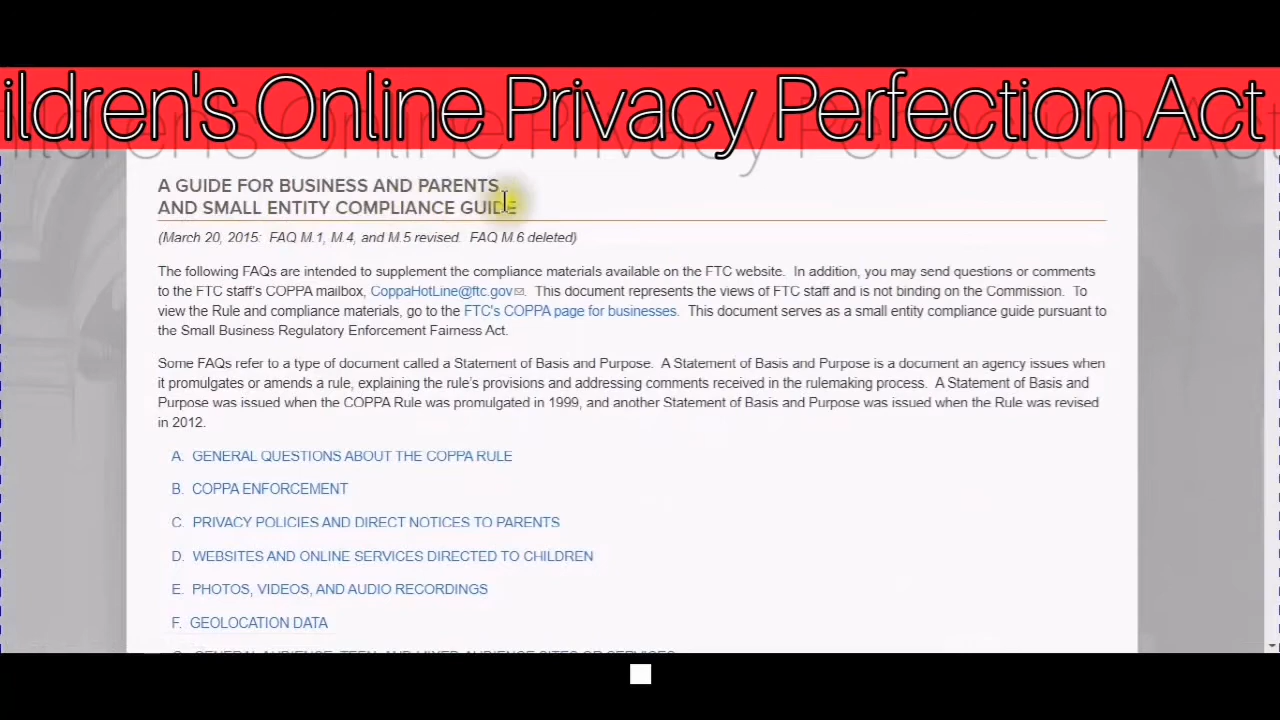 ildren's Online Privacy Perfection Act
A GUIDE FOR BUSINESS AND PARENTS
AND SMALL ENTITY COMPLIANCE GUIDE
(March 20, 2015:  FAQ M.1, M.4, and M.5 revised.  FAQ M.6 deleted)
The following FAQs are intended to supplement the compliance materials available on the FTC website.  In addition, you may send questions or comments
to the FTC staff's COPPA mailbox, CoppaHotLine@ftc.gov.  This document represents the views of FTC staff and is not binding on the Commission.  To
view the Rule and compliance materials, go to the FTC's COPPA page for businesses.  This document serves as a small entity compliance guide pursuant to
the Small Business Regulatory Enforcement Fairness Act.
Some FAQs refer to a type of document called a Statement of Basis and Purpose.  A Statement of Basis and Purpose is a document an agency issues when
it promulgates or amends a rule, explaining the rule's provisions and addressing comments received in the rulemaking process.  A Statement of Basis and
Purpose was issued when the COPPA Rule was promulgated in 1999, and another Statement of Basis and Purpose was issued when the Rule was revised
in 2012.
A.  GENERAL QUESTIONS ABOUT THE COPPA RULE
B.  COPPA ENFORCEMENT
C.  PRIVACY POLICIES AND DIRECT NOTICES TO PARENTS
D.  WEBSITES AND ONLINE SERVICES DIRECTED TO CHILDREN
E.  PHOTOS, VIDEOS, AND AUDIO RECORDINGS
F.  GEOLOCATION DATA